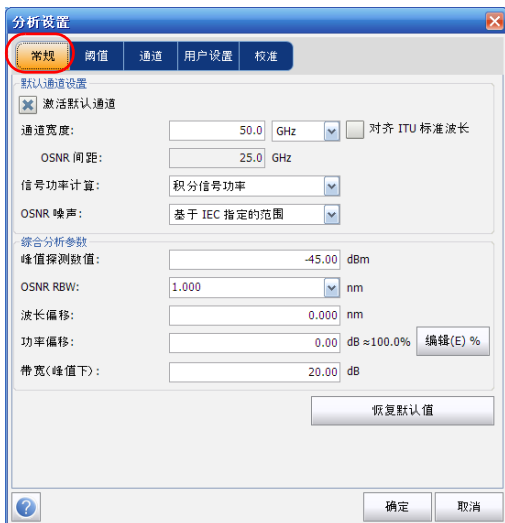 分析设置
常规 阈值 通道 用户设置 校准
默认通道设置
激活默认通道
通道宽度: 50.0 GHz 对齐 ITU 标准波长
OSNR 间距: 25.0 GHz
信号功率计算: 积分信号功率
OSNR 噪声: 基于 IEC 指定的范围
综合分析参数
峰值探测数值: -45.00 dBm
OSNR RBW: 1.000 nm
波长偏移: 0.000 nm
功率偏移: 0.00 dB ≈100.0% 编辑(E) %
带宽(峰值下): 20.00 dB
恢复默认值
确定 取消